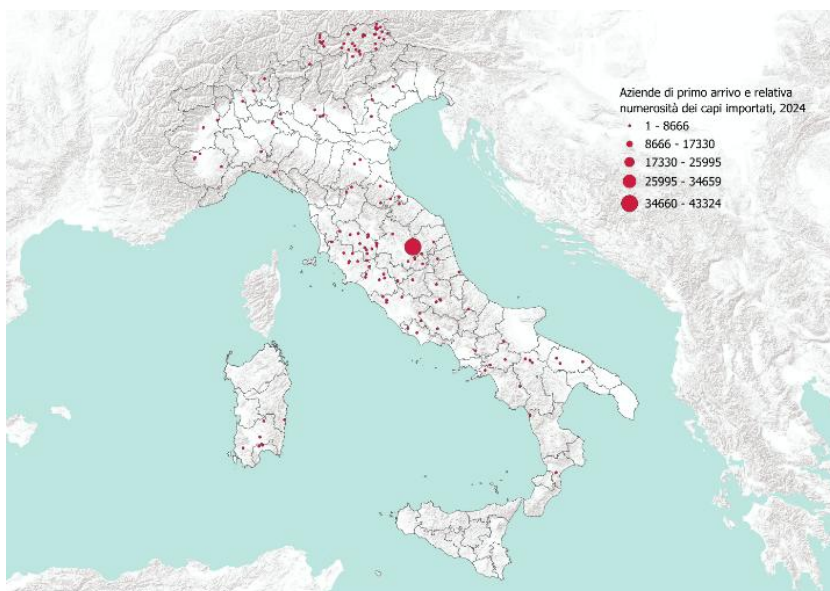 Aziende di primo arrivo e relativa
numerosità dei capi importati, 2024
1 - 8666
8666 - 17330
17330 - 25995
25995 - 34659
34660 - 43324